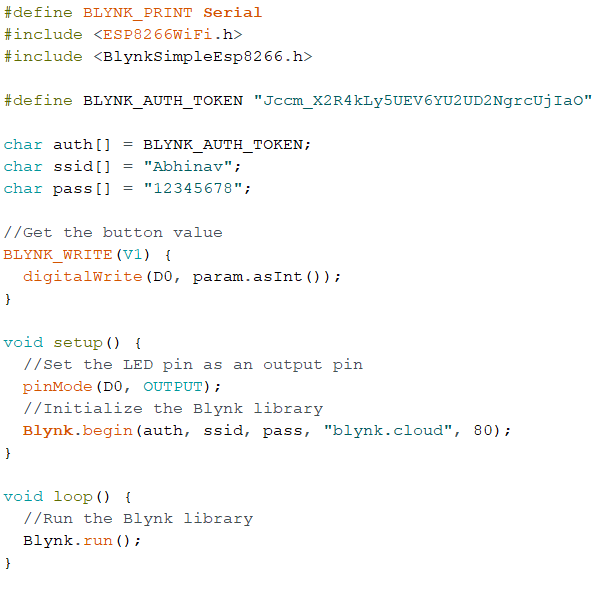 #define BLYNK_PRINT Serial
#include <ESP8266WiFi.h>
#include <BlynkSimpleEsp8266.h>

#define BLYNK_AUTH_TOKEN "Jccm_X2R4kLy5UEV6YU2UD2NgrcUjIaO"

char auth[] = BLYNK_AUTH_TOKEN;
char ssid[] = "Abhinav";
char pass[] = "12345678";

//Get the button value
BLYNK_WRITE(V1) {
  digitalWrite(D0, param.asInt());
}

void setup() {
  //Set the LED pin as an output pin
  pinMode(D0, OUTPUT);
  //Initialize the Blynk library
  Blynk.begin(auth, ssid, pass, "blynk.cloud", 80);
}

void loop() {
  //Run the Blynk library
  Blynk.run();
}